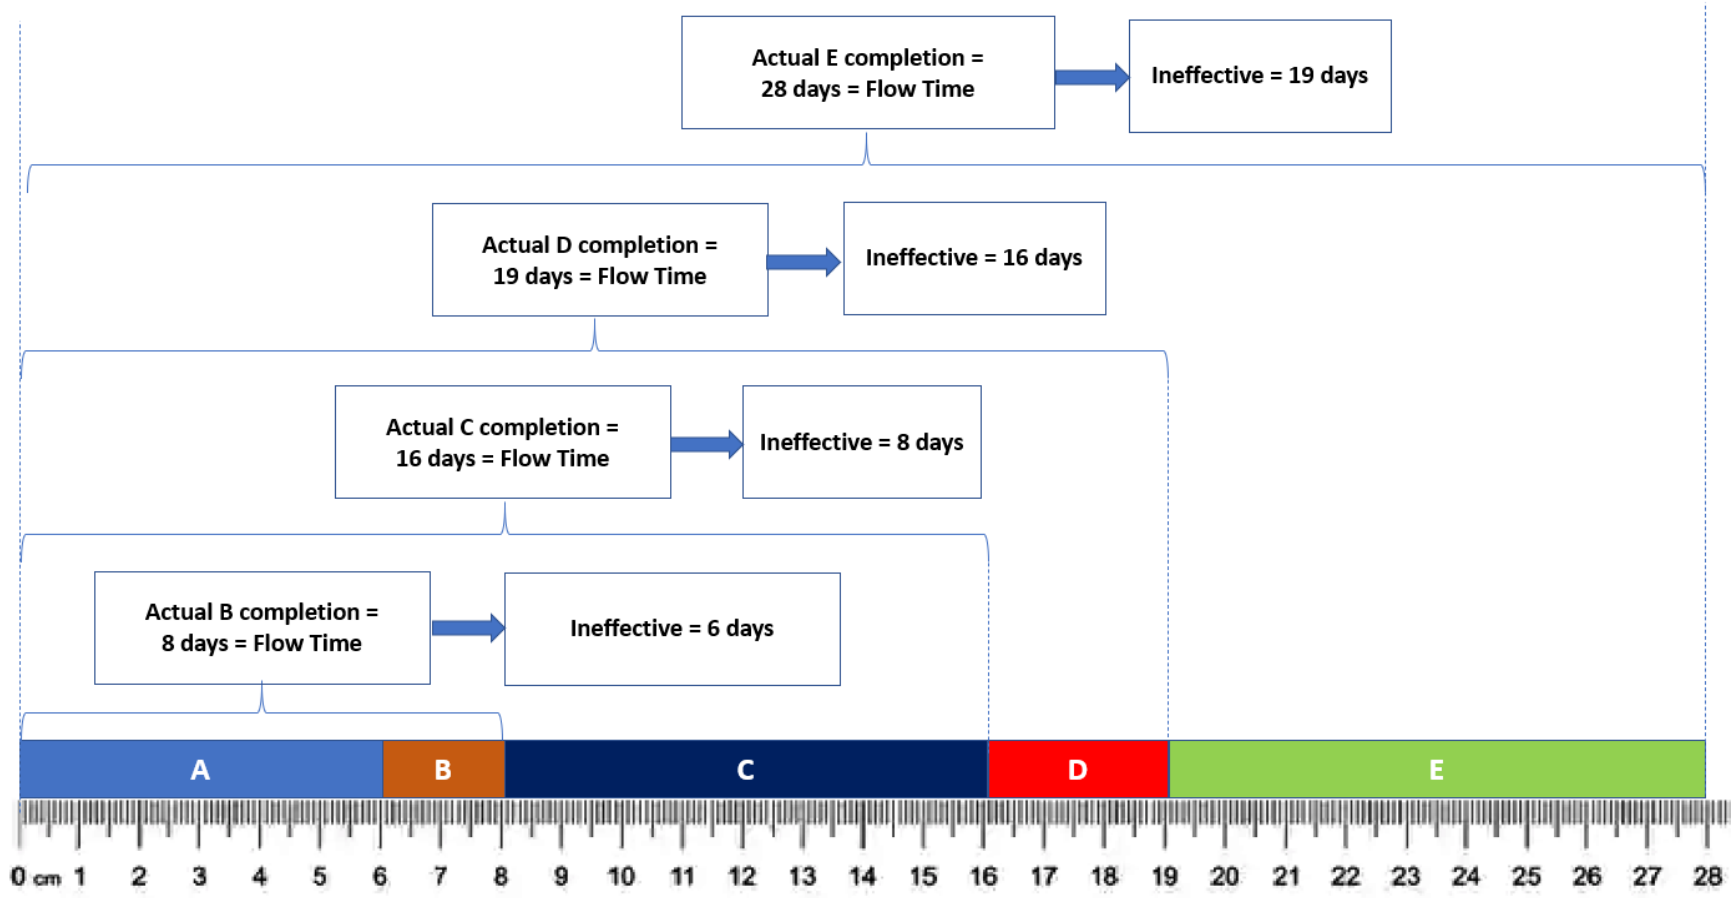 Actual E completion =
28 days = Flow Time
Ineffective = 19 days
Actual D completion =
19 days = Flow Time
Ineffective = 16 days
Actual C completion =
16 days = Flow Time
Ineffective = 8 days
Actual B completion =
8 days = Flow Time
Ineffective = 6 days
A B C D E
0 cm 1 2 3 4 5 6 7 8 9 10 11 12 13 14 15 16 17 18 19 20 21 22 23 24 25 26 27 28